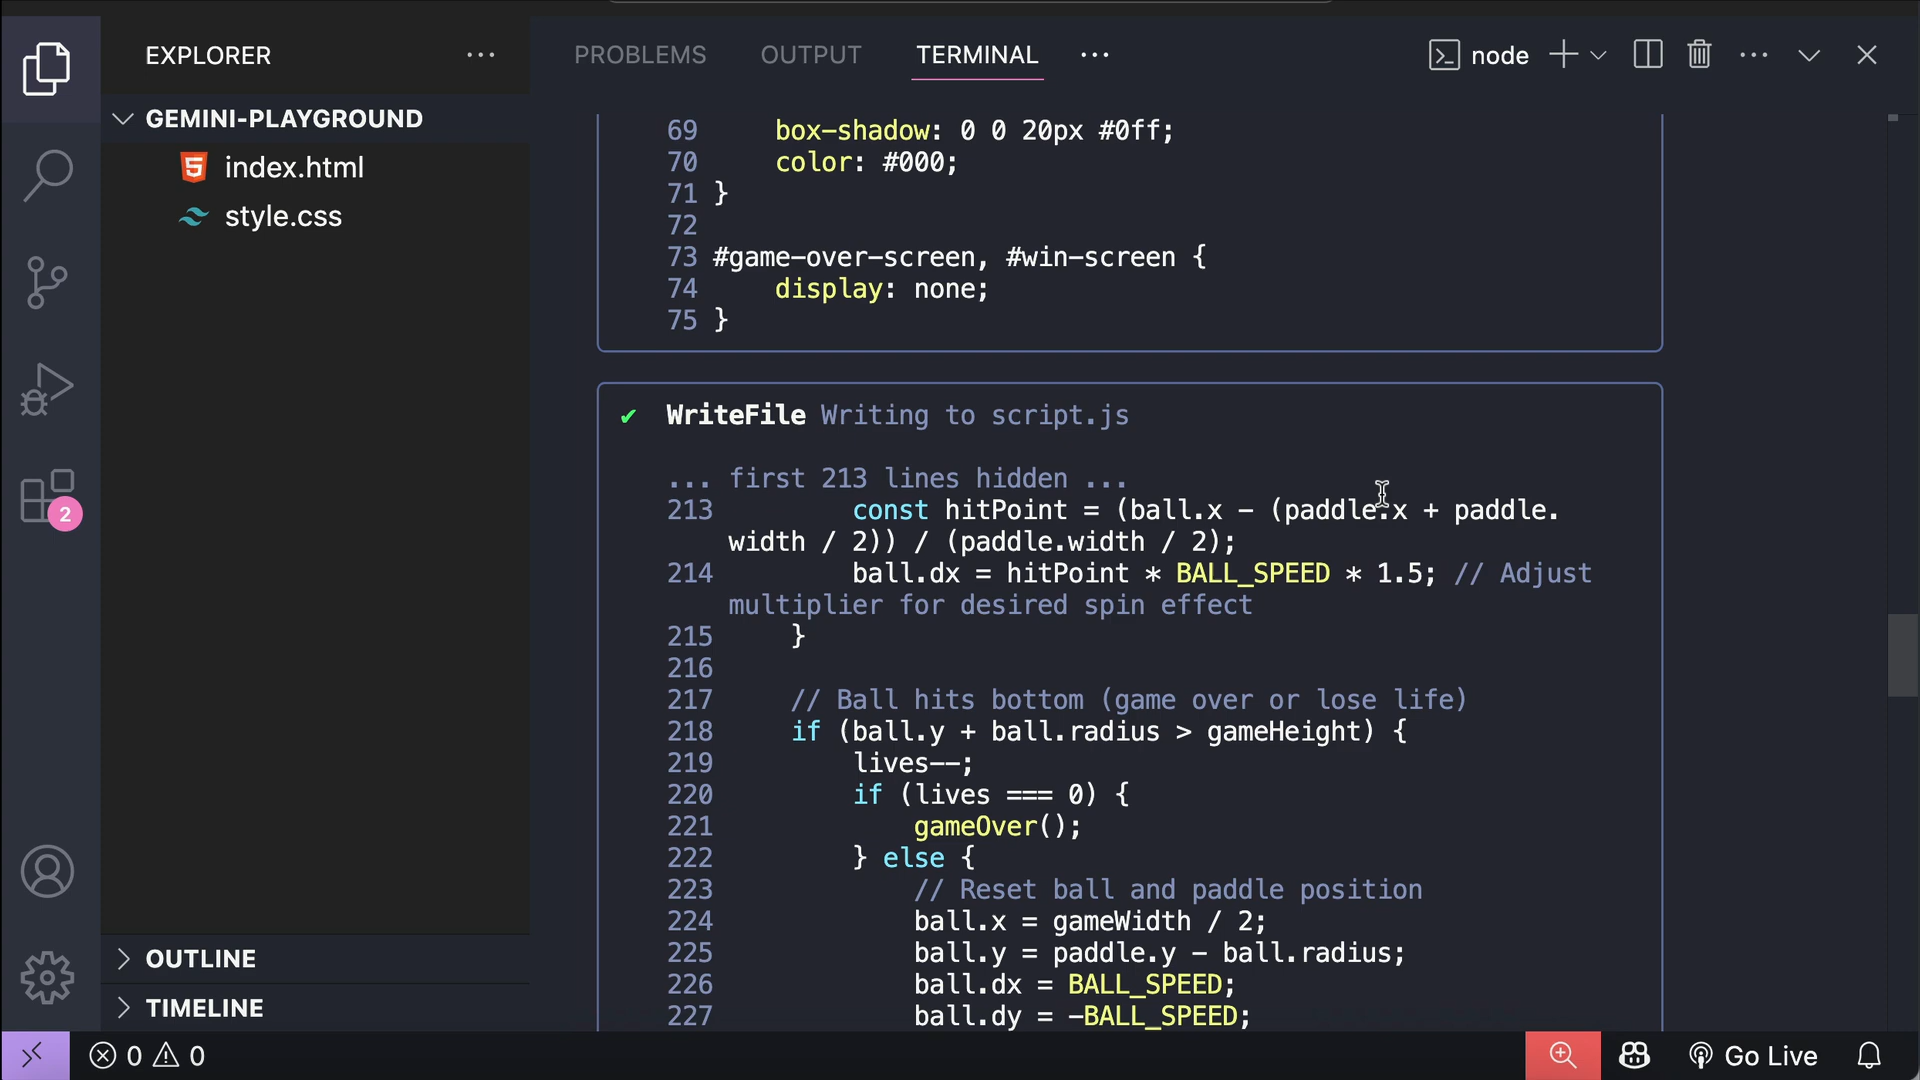 EXPLORER
GEMINI-PLAYGROUND
index.html
style.css
2
OUTLINE
TIMELINE
PROBLEMS OUTPUT TERMINAL
node
69 box-shadow: 0 0 20px #0ff;
70 color: #000;
71 }
72
73 #game-over-screen, #win-screen {
74 display: none;
75 }
✔ WriteFile Writing to script.js
... first 213 lines hidden ...
213 const hitPoint = (ball.x - (paddle.x + paddle.
width / 2)) / (paddle.width / 2);
214 ball.dx = hitPoint * BALL_SPEED * 1.5; // Adjust
multiplier for desired spin effect
215 }
216
217 // Ball hits bottom (game over or lose life)
218 if (ball.y + ball.radius > gameHeight) {
219 lives--;
220 if (lives === 0) {
221 gameOver();
222 } else {
223 // Reset ball and paddle position
224 ball.x = gameWidth / 2;
225 ball.y = paddle.y - ball.radius;
226 ball.dx = BALL_SPEED;
227 ball.dy = -BALL_SPEED;
0 0
Go Live